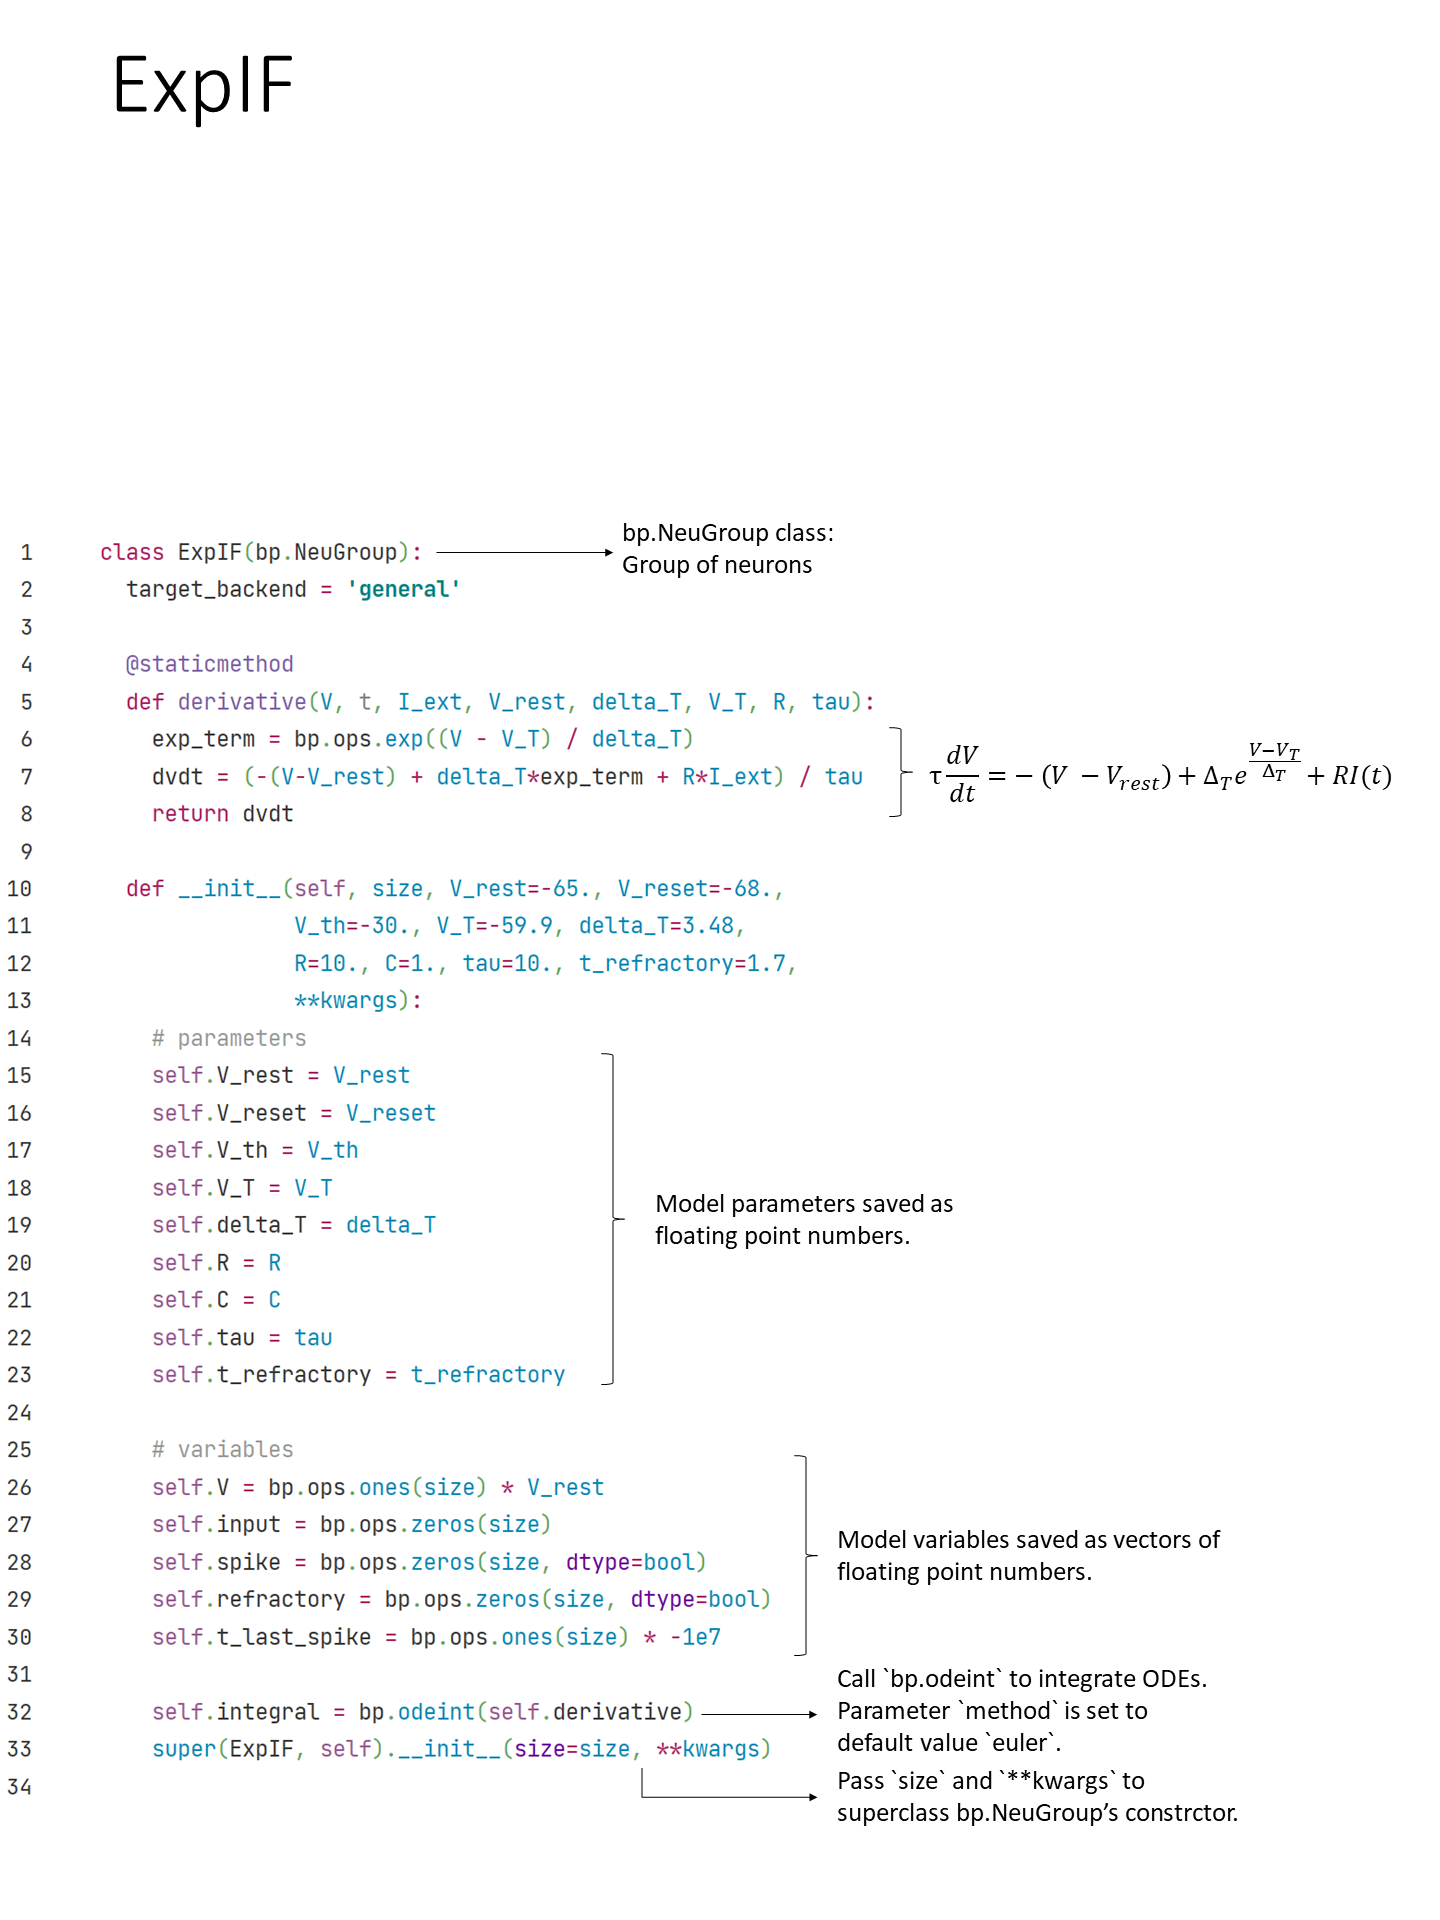 ExpIF
1 class ExpIF(bp.NeuGroup):
bp.NeuGroup class:
Group of neurons
2 target_backend = 'general'
3
4 @staticmethod
5 def derivative(V, t, I_ext, V_rest, delta_T, V_T, R, tau):
6 exp_term = bp.ops.exp((V - V_T) / delta_T)
7 dvdt = (-(V-V_rest) + delta_T*exp_term + R*I_ext) / tau
τ dV/dt = − (V − V_rest) + Δ_T e^((V−V_T)/Δ_T) + RI(t)
8 return dvdt
9
10 def __init__(self, size, V_rest=-65., V_reset=-68.,
11 V_th=-30., V_T=-59.9, delta_T=3.48,
12 R=10., C=1., tau=10., t_refractory=1.7,
13 **kwargs):
14 # parameters
15 self.V_rest = V_rest
16 self.V_reset = V_reset
17 self.V_th = V_th
18 self.V_T = V_T
19 self.delta_T = delta_T
20 self.R = R
21 self.C = C
22 self.tau = tau
23 self.t_refractory = t_refractory
Model parameters saved as
floating point numbers.
24
25 # variables
26 self.V = bp.ops.ones(size) * V_rest
27 self.input = bp.ops.zeros(size)
28 self.spike = bp.ops.zeros(size, dtype=bool)
29 self.refractory = bp.ops.zeros(size, dtype=bool)
30 self.t_last_spike = bp.ops.ones(size) * -1e7
Model variables saved as vectors of
floating point numbers.
31
32 self.integral = bp.odeint(self.derivative)
Call `bp.odeint` to integrate ODEs.
Parameter `method` is set to
default value `euler`.
33 super(ExpIF, self).__init__(size=size, **kwargs)
34
Pass `size` and `**kwargs` to
superclass bp.NeuGroup’s constrctor.